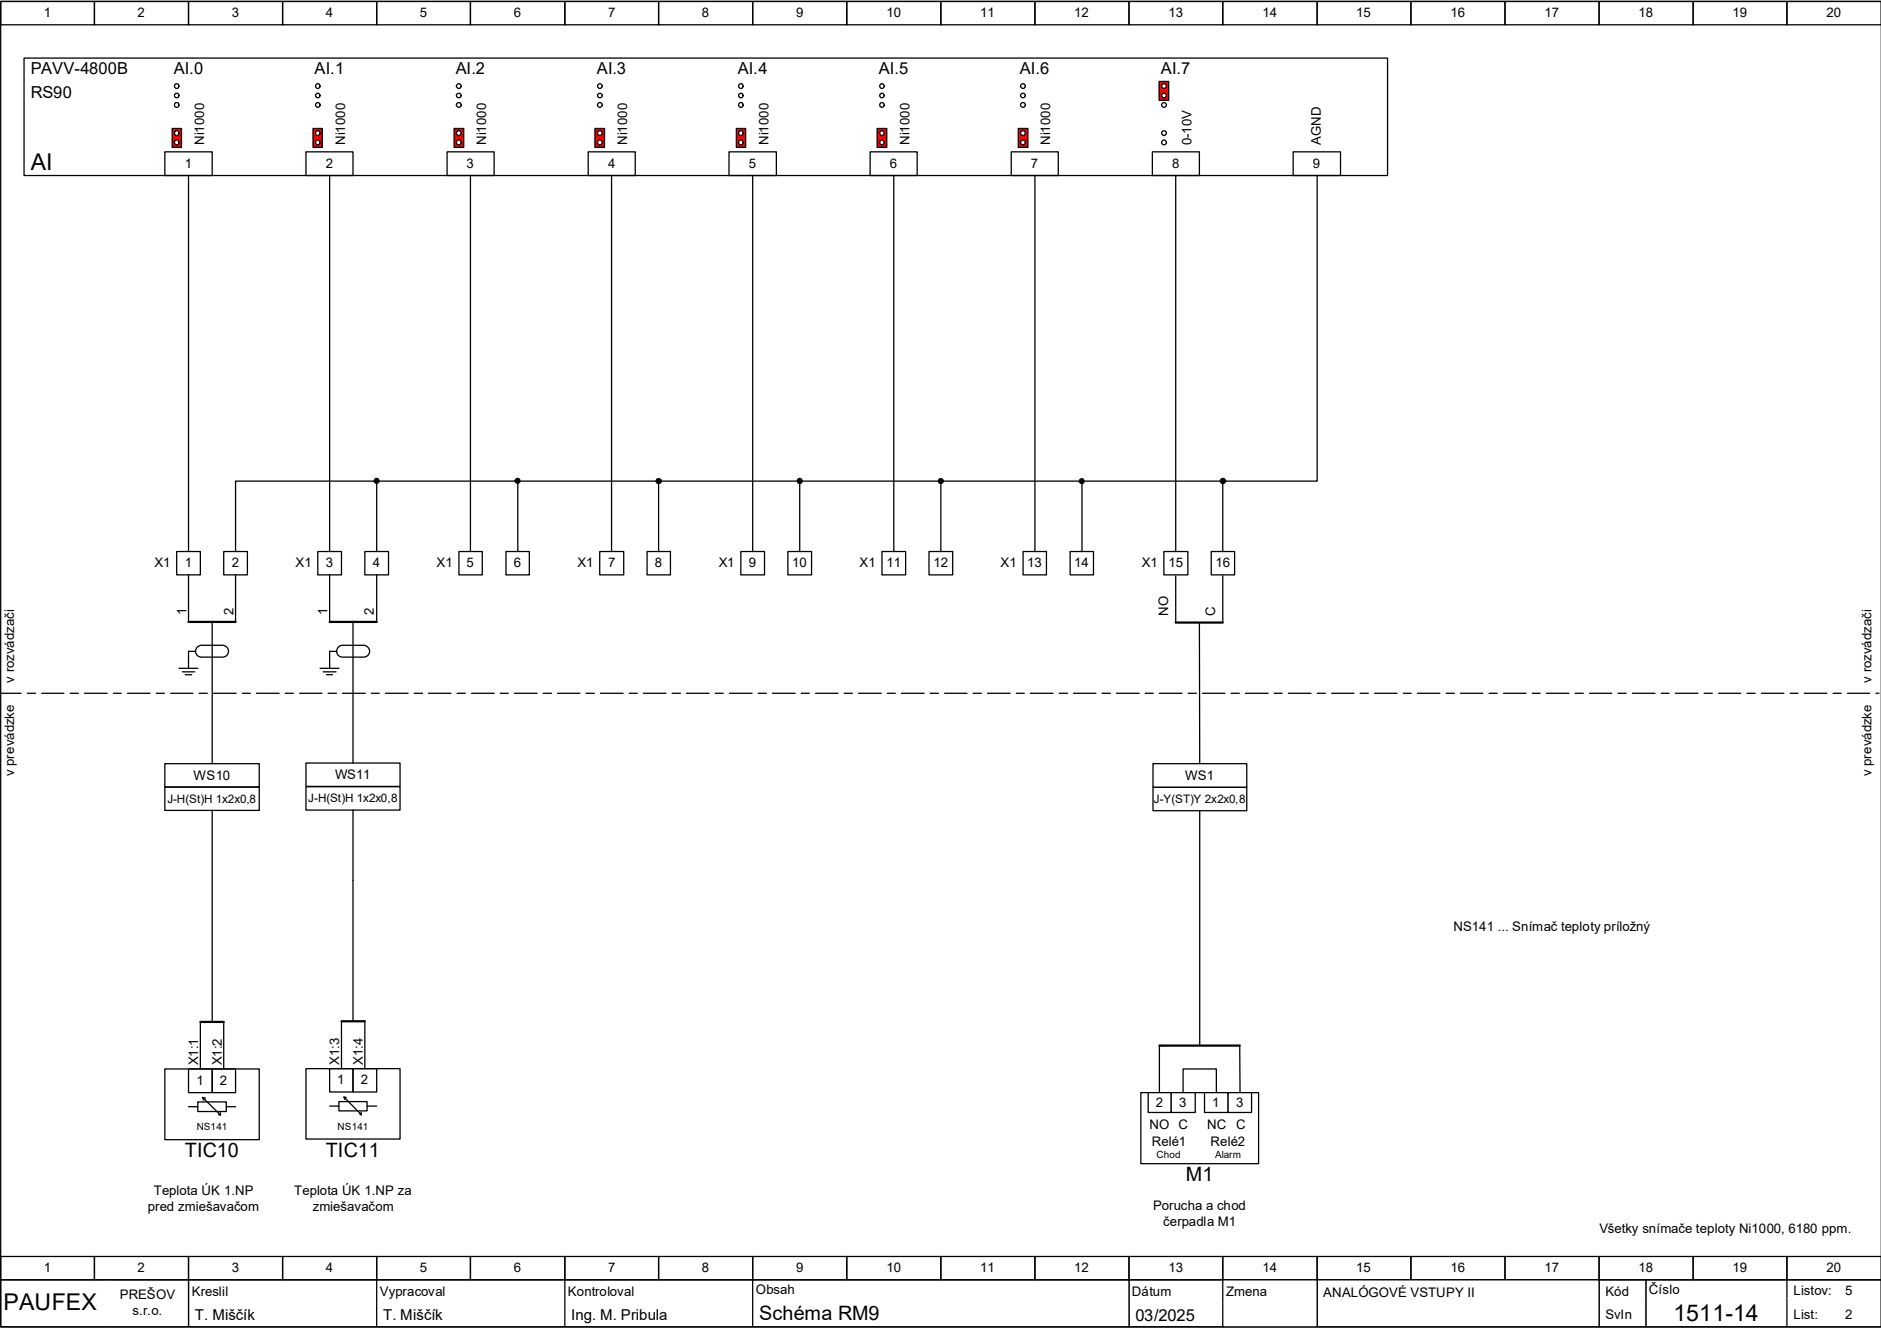 1 2 3 4 5 6 7 8 9 10 11 12 13 14 15 16 17 18 19 20
PAVV-4800B AI.0 AI.1 AI.2 AI.3 AI.4 AI.5 AI.6 AI.7
RS90
Ni1000 Ni1000 Ni1000 Ni1000 Ni1000 Ni1000 Ni1000 0-10V AGND
AI 1 2 3 4 5 6 7 8 9
X1 1 2 X1 3 4 X1 5 6 X1 7 8 X1 9 10 X1 11 12 X1 13 14 X1 15 16
1 2 1 2 NO C
v rozvádzači v rozvádzači
v prevádzke v prevádzke
WS10 WS11 WS1
J-H(St)H 1x2x0,8 J-H(St)H 1x2x0,8 J-Y(ST)Y 2x2x0,8
NS141 ... Snímač teploty príložný
X1:1 X1:2 X1:3 X1:4
1 2 1 2 2 3 1 3
NS141 NS141 NO C NC C
Relé1 Relé2
Chod Alarm
TIC10 TIC11 M1
Teplota ÚK 1.NP
pred zmiešavačom
Teplota ÚK 1.NP za
zmiešavačom
Porucha a chod
čerpadla M1
Všetky snímače teploty Ni1000, 6180 ppm.
1 2 3 4 5 6 7 8 9 10 11 12 13 14 15 16 17 18 19 20
PAUFEX PREŠOV
s.r.o.
Kreslil
T. Miščík
Vypracoval
T. Miščík
Kontroloval
Ing. M. Pribula
Obsah
Schéma RM9
Dátum
03/2025
Zmena
ANALÓGOVÉ VSTUPY II
Kód
Svln
Číslo
1511-14
Listov: 5
List: 2